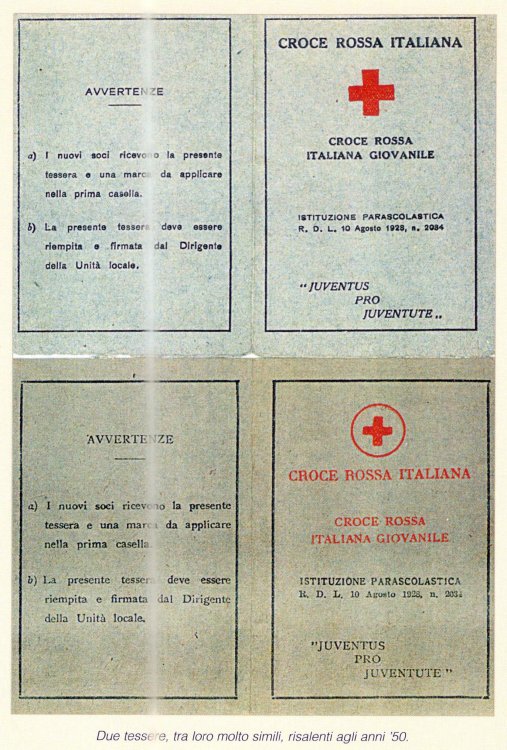 AVVERTENZE
a) I nuovi soci ricevono la presente
tessera e una marca da applicare
nella prima casella.
b) La presente tessera deve essere
riempita e firmata dal Dirigente
della Unità locale.
CROCE ROSSA ITALIANA
CROCE ROSSA
ITALIANA GIOVANILE
ISTITUZIONE PARASCOLASTICA
R. D. L. 10 Agosto 1928, n. 2034
"JUVENTUS
PRO
JUVENTUTE„
AVVERTENZE
a) I nuovi soci ricevono la presente
tessera e una marca da applicare
nella prima casella.
b) La presente tessera deve essere
riempita e firmata dal Dirigente
della Unità locale.
CROCE ROSSA ITALIANA
CROCE ROSSA
ITALIANA GIOVANILE
ISTITUZIONE PARASCOLASTICA
R. D. L. 10 Agosto 1928, n. 2034
"JUVENTUS
PRO
JUVENTUTE"
Due tessere, tra loro molto simili, risalenti agli anni '50.